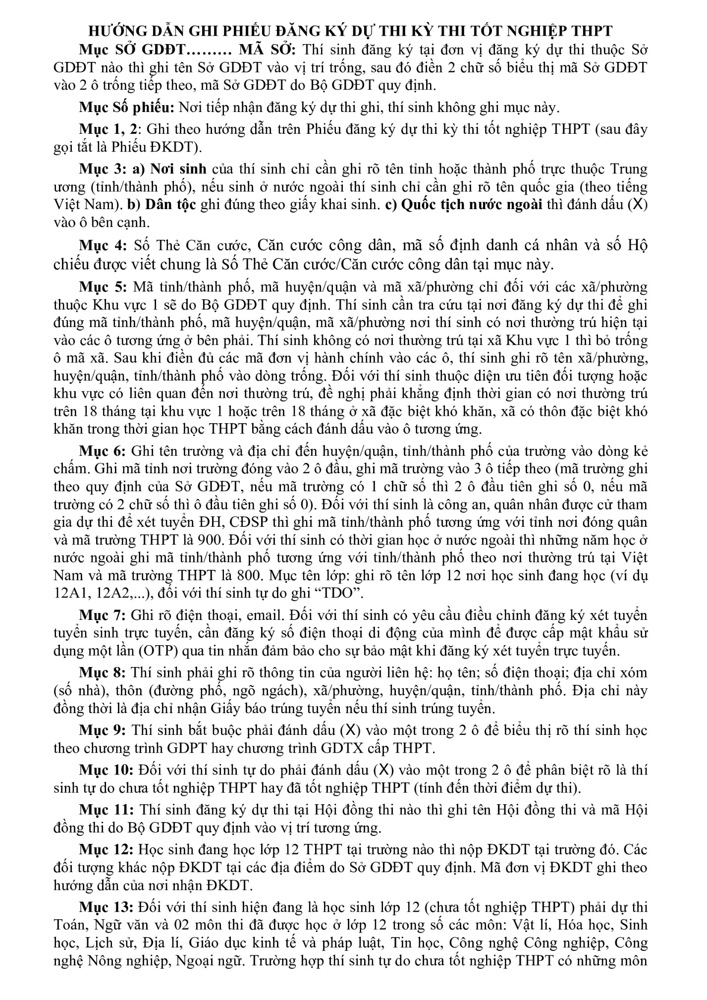 HƯỚNG DẪN GHI PHIẾU ĐĂNG KÝ DỰ THI KỲ THI TỐT NGHIỆP THPT
Mục SỞ GDĐT……… MÃ SỞ: Thí sinh đăng ký tại đơn vị đăng ký dự thi thuộc Sở
GDĐT nào thì ghi tên Sở GDĐT vào vị trí trống, sau đó điền 2 chữ số biểu thị mã Sở GDĐT
vào 2 ô trống tiếp theo, mã Sở GDĐT do Bộ GDĐT quy định.
Mục Số phiếu: Nơi tiếp nhận đăng ký dự thi ghi, thí sinh không ghi mục này.
Mục 1, 2: Ghi theo hướng dẫn trên Phiếu đăng ký dự thi kỳ thi tốt nghiệp THPT (sau đây
gọi tắt là Phiếu ĐKDT).
Mục 3: a) Nơi sinh của thí sinh chỉ cần ghi rõ tên tỉnh hoặc thành phố trực thuộc Trung
ương (tỉnh/thành phố), nếu sinh ở nước ngoài thí sinh chỉ cần ghi rõ tên quốc gia (theo tiếng
Việt Nam). b) Dân tộc ghi đúng theo giấy khai sinh. c) Quốc tịch nước ngoài thì đánh dấu (X)
vào ô bên cạnh.
Mục 4: Số Thẻ Căn cước, Căn cước công dân, mã số định danh cá nhân và số Hộ
chiếu được viết chung là Số Thẻ Căn cước/Căn cước công dân tại mục này.
Mục 5: Mã tỉnh/thành phố, mã huyện/quận và mã xã/phường chỉ đối với các xã/phường
thuộc Khu vực 1 sẽ do Bộ GDĐT quy định. Thí sinh cần tra cứu tại nơi đăng ký dự thi để ghi
đúng mã tỉnh/thành phố, mã huyện/quận, mã xã/phường nơi thí sinh có nơi thường trú hiện tại
vào các ô tương ứng ở bên phải. Thí sinh không có nơi thường trú tại xã Khu vực 1 thì bỏ trống
ô mã xã. Sau khi điền đủ các mã đơn vị hành chính vào các ô, thí sinh ghi rõ tên xã/phường,
huyện/quận, tỉnh/thành phố vào dòng trống. Đối với thí sinh thuộc diện ưu tiên đối tượng hoặc
khu vực có liên quan đến nơi thường trú, đề nghị phải khẳng định thời gian có nơi thường trú
trên 18 tháng tại khu vực 1 hoặc trên 18 tháng ở xã đặc biệt khó khăn, xã có thôn đặc biệt khó
khăn trong thời gian học THPT bằng cách đánh dấu vào ô tương ứng.
Mục 6: Ghi tên trường và địa chỉ đến huyện/quận, tỉnh/thành phố của trường vào dòng kẻ
chấm. Ghi mã tỉnh nơi trường đóng vào 2 ô đầu, ghi mã trường vào 3 ô tiếp theo (mã trường ghi
theo quy định của Sở GDĐT, nếu mã trường có 1 chữ số thì 2 ô đầu tiên ghi số 0, nếu mã
trường có 2 chữ số thì ô đầu tiên ghi số 0). Đối với thí sinh là công an, quân nhân được cử tham
gia dự thi để xét tuyển ĐH, CĐSP thì ghi mã tỉnh/thành phố tương ứng với tỉnh nơi đóng quân
và mã trường THPT là 900. Đối với thí sinh có thời gian học ở nước ngoài thì những năm học ở
nước ngoài ghi mã tỉnh/thành phố tương ứng với tỉnh/thành phố theo nơi thường trú tại Việt
Nam và mã trường THPT là 800. Mục tên lớp: ghi rõ tên lớp 12 nơi học sinh đang học (ví dụ
12A1, 12A2,...), đối với thí sinh tự do ghi “TDO”.
Mục 7: Ghi rõ điện thoại, email. Đối với thí sinh có yêu cầu điều chỉnh đăng ký xét tuyển
tuyển sinh trực tuyến, cần đăng ký số điện thoại di động của mình để được cấp mật khẩu sử
dụng một lần (OTP) qua tin nhắn đảm bảo cho sự bảo mật khi đăng ký xét tuyển trực tuyến.
Mục 8: Thí sinh phải ghi rõ thông tin của người liên hệ: họ tên; số điện thoại; địa chỉ xóm
(số nhà), thôn (đường phố, ngõ ngách), xã/phường, huyện/quận, tỉnh/thành phố. Địa chỉ này
đồng thời là địa chỉ nhận Giấy báo trúng tuyển nếu thí sinh trúng tuyển.
Mục 9: Thí sinh bắt buộc phải đánh dấu (X) vào một trong 2 ô để biểu thị rõ thí sinh học
theo chương trình GDPT hay chương trình GDTX cấp THPT.
Mục 10: Đối với thí sinh tự do phải đánh dấu (X) vào một trong 2 ô để phân biệt rõ là thí
sinh tự do chưa tốt nghiệp THPT hay đã tốt nghiệp THPT (tính đến thời điểm dự thi).
Mục 11: Thí sinh đăng ký dự thi tại Hội đồng thi nào thì ghi tên Hội đồng thi và mã Hội
đồng thi do Bộ GDĐT quy định vào vị trí tương ứng.
Mục 12: Học sinh đang học lớp 12 THPT tại trường nào thì nộp ĐKDT tại trường đó. Các
đối tượng khác nộp ĐKDT tại các địa điểm do Sở GDĐT quy định. Mã đơn vị ĐKDT ghi theo
hướng dẫn của nơi nhận ĐKDT.
Mục 13: Đối với thí sinh hiện đang là học sinh lớp 12 (chưa tốt nghiệp THPT) phải dự thi
Toán, Ngữ văn và 02 môn thi đã được học ở lớp 12 trong số các môn: Vật lí, Hóa học, Sinh
học, Lịch sử, Địa lí, Giáo dục kinh tế và pháp luật, Tin học, Công nghệ Công nghiệp, Công
nghệ Nông nghiệp, Ngoại ngữ. Trường hợp thí sinh tự do chưa tốt nghiệp THPT có những môn